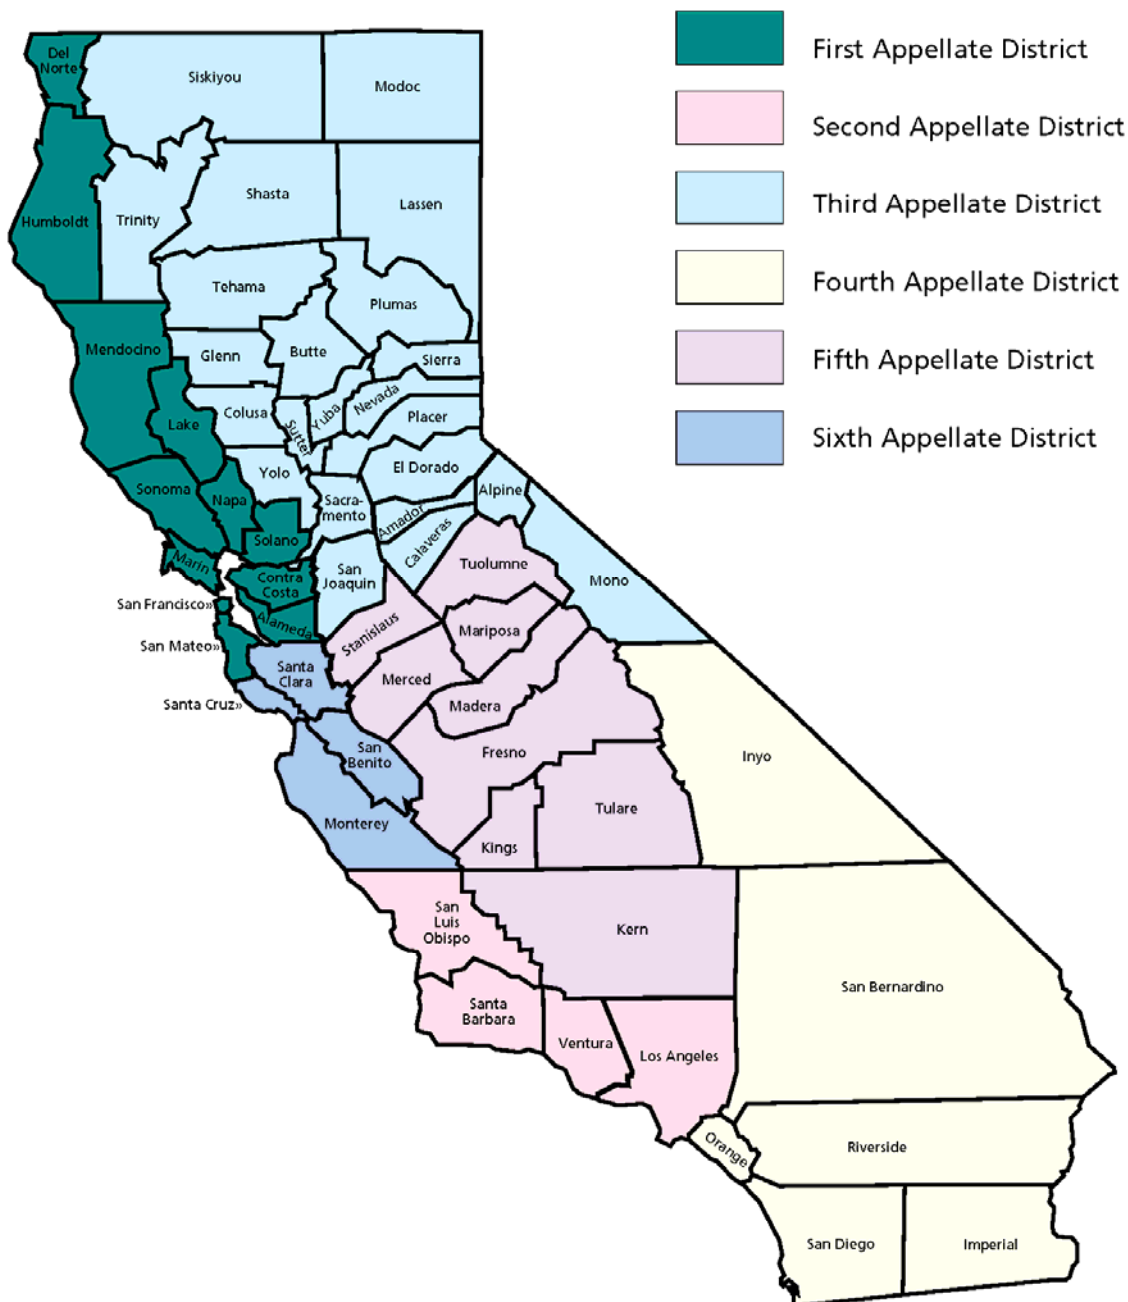 First Appellate District
Second Appellate District
Third Appellate District
Fourth Appellate District
Fifth Appellate District
Sixth Appellate District
Del
Norte
Siskiyou
Modoc
Humboldt
Trinity
Shasta
Lassen
Tehama
Plumas
Mendocino
Glenn
Butte
Sierra
Lake
Colusa
Sutter
Yuba
Nevada
Placer
Sonoma
Napa
Yolo
El Dorado
Sacra-
mento
Amador
Alpine
Solano
Calaveras
Marin
Contra
Costa
San
Joaquin
Tuolumne
Mono
San Francisco»
Alameda
Stanislaus
Mariposa
San Mateo»
Santa
Clara
Merced
Madera
Santa Cruz»
San
Benito
Fresno
Inyo
Monterey
Kings
Tulare
San
Luis
Obispo
Kern
San Bernardino
Santa
Barbara
Ventura
Los Angeles
Orange
Riverside
San Diego
Imperial